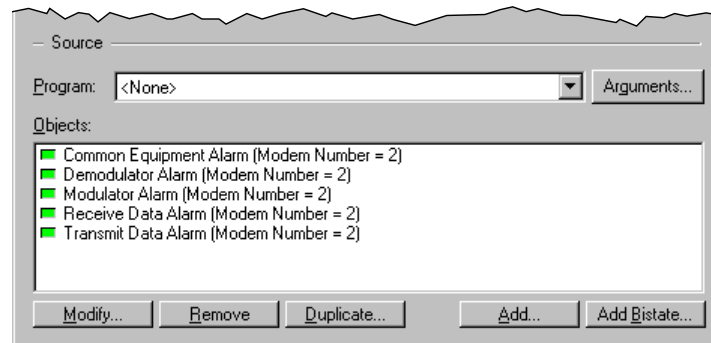 Source
Program: <None> Arguments...
Objects:
Common Equipment Alarm (Modem Number = 2)
Demodulator Alarm (Modem Number = 2)
Modulator Alarm (Modem Number = 2)
Receive Data Alarm (Modem Number = 2)
Transmit Data Alarm (Modem Number = 2)
Modify... Remove Duplicate... Add... Add Bistate...